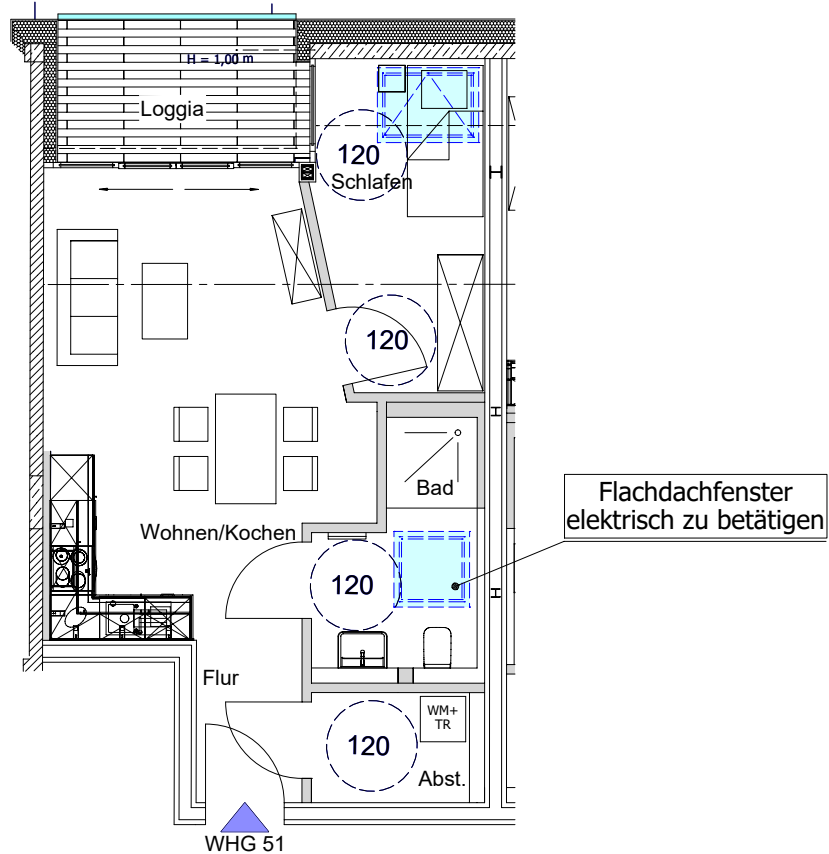 H = 1,00 m
Loggia
120
Schlafen
120
Bad
Flachdachfenster
elektrisch zu betätigen
Wohnen/Kochen
120
Flur
WM+
TR
120
Abst.
WHG 51